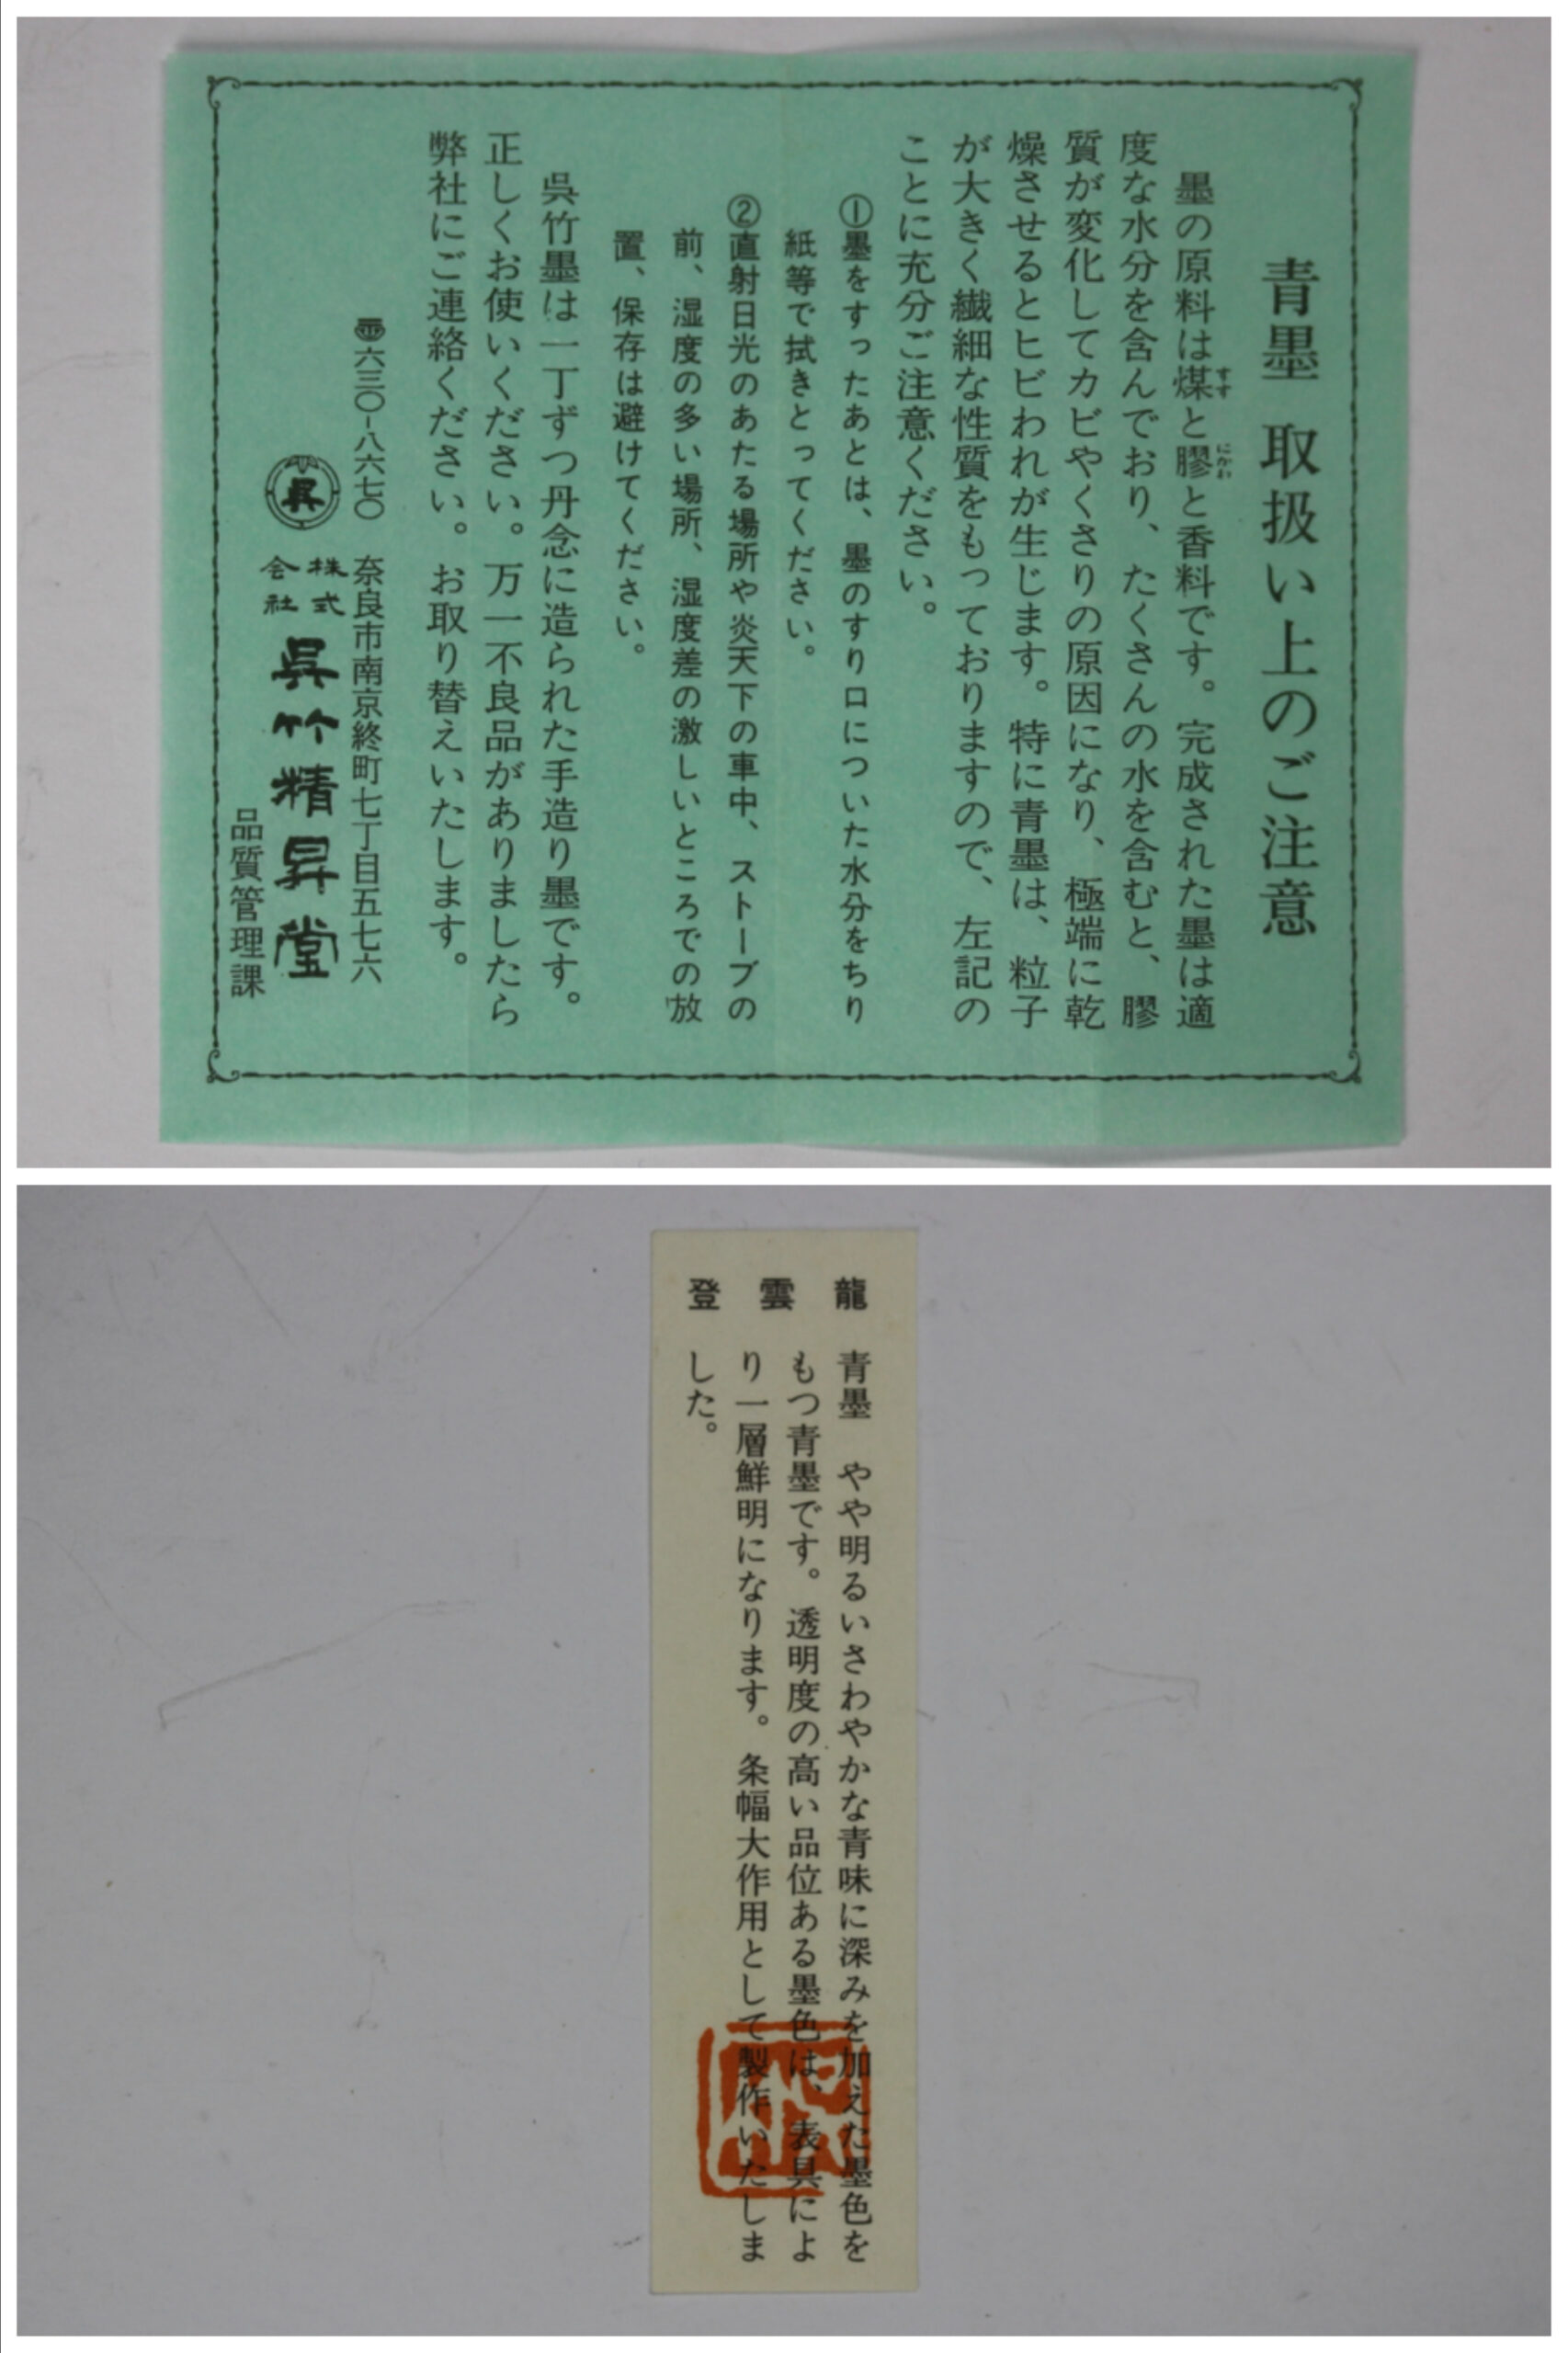 青墨 取扱い上のご注意
墨の原料は煤と膠と香料です。完成された墨は適
すす
にかわ
度な水分を含んでおり、たくさんの水を含むと、膠
質が変化してカビやくさりの原因になり、極端に乾
燥させるとヒビわれが生じます。特に青墨は、粒子
が大きく繊細な性質をもっておりますので、左記の
ことに充分ご注意ください。
①墨をすったあとは、墨のすり口についた水分をちり
紙等で拭きとってください。
②直射日光のあたる場所や炎天下の車中、ストーブの
前、湿度の多い場所、湿度差の激しいところでの放
置、保存は避けてください。
呉竹墨は一丁ずつ丹念に造られた手造り墨です。
正しくお使いください。万一不良品がありましたら
弊社にご連絡ください。お取り替えいたします。
〒六三〇-八六七〇 奈良市南京終町七丁目五七六
呉 株式会社 呉竹精昇堂
品質管理課
龍雲登
青墨 やや明るいさわやかな青味に深みを加えた墨色を
もつ青墨です。透明度の高い品位ある墨色は、表具によ
り一層鮮明になります。条幅大作用として製作いたしま
した。